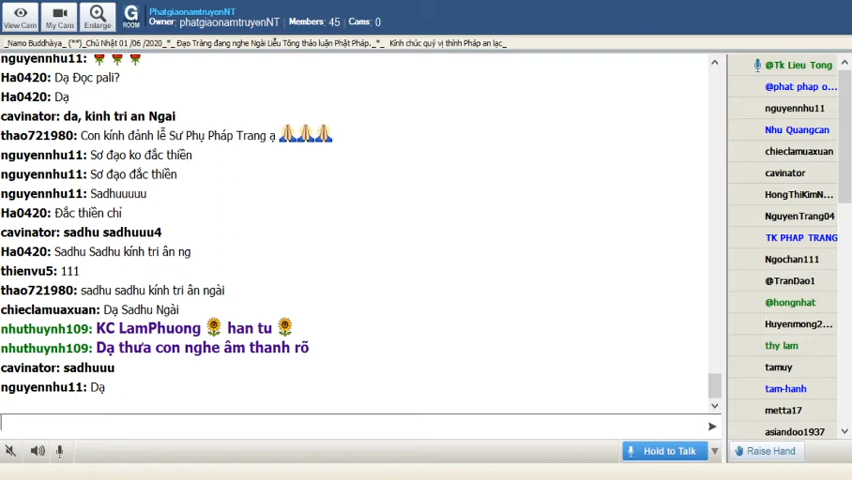 View Cam
My Cam
Enlarge
G
ROOM
PhatgiaonamtruyenNT
Owner: phatgiaonamtruyenNT | Members: 45 | Cams: 0
_Namo Buddhàya_ (**)_Chủ Nhật 01 /06 /2020_*_ Đạo Tràng đang nghe Ngài Liễu Tông thảo luận Phật Pháp._*_ Kính chúc quý vị thính Pháp an lạc_
nguyennhu11:
Ha0420: Dạ Đọc pali?
Ha0420: Dạ
cavinator: da, kinh tri an Ngai
thao721980: Con kính đảnh lễ Sư Phụ Pháp Trang ạ
nguyennhu11: Sơ đạo ko đắc thiền
nguyennhu11: Sơ đạo đắc thiền
nguyennhu11: Sadhuuuuu
Ha0420: Đắc thiền chỉ
cavinator: sadhu sadhuuu4
Ha0420: Sadhu Sadhu kính tri ân ng
thienvu5: 111
thao721980: sadhu sadhu kính tri ân ngài
chieclamuaxuan: Dạ Sadhu Ngài
nhuthuynh109: KC LamPhuong han tu
nhuthuynh109: Dạ thưa con nghe âm thanh rõ
cavinator: sadhuuu
nguyennhu11: Dạ
@Tk Lieu Tong
@phat phap o...
nguyennhu11
Nhu Quangcan
chieclamuaxuan
cavinator
HongThiKimN...
NguyenTrang04
TK PHAP TRANG
Ngochan111
@TranDao1
@hongnhat
Huyenmong2...
thy lam
tamuy
tam-hanh
metta17
asiandoo1937
Hold to Talk
Raise Hand